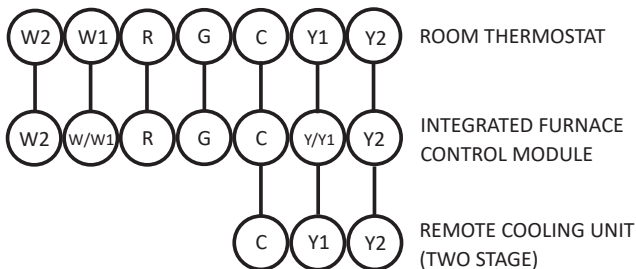 W2 W1 R G C Y1 Y2 ROOM THERMOSTAT
W2 W/W1 R G C Y/Y1 Y2 INTEGRATED FURNACE
CONTROL MODULE
C Y1 Y2 REMOTE COOLING UNIT
(TWO STAGE)